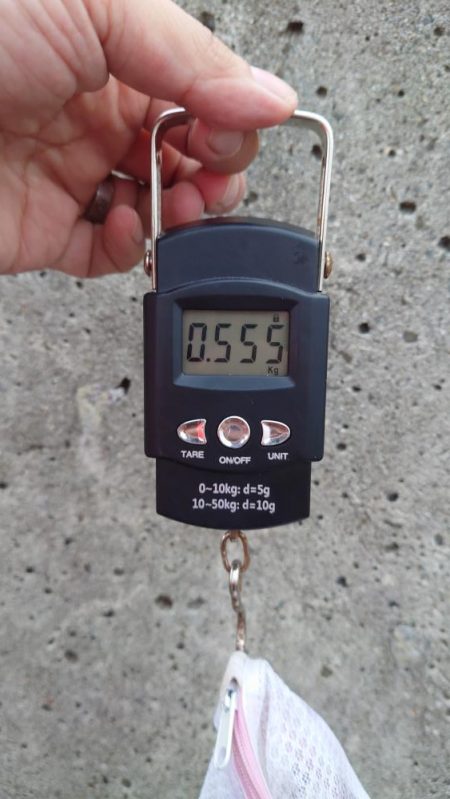 0.555
Kg
TARE ON/OFF UNIT
0~10kg: d=5g
10~50kg: d=10g